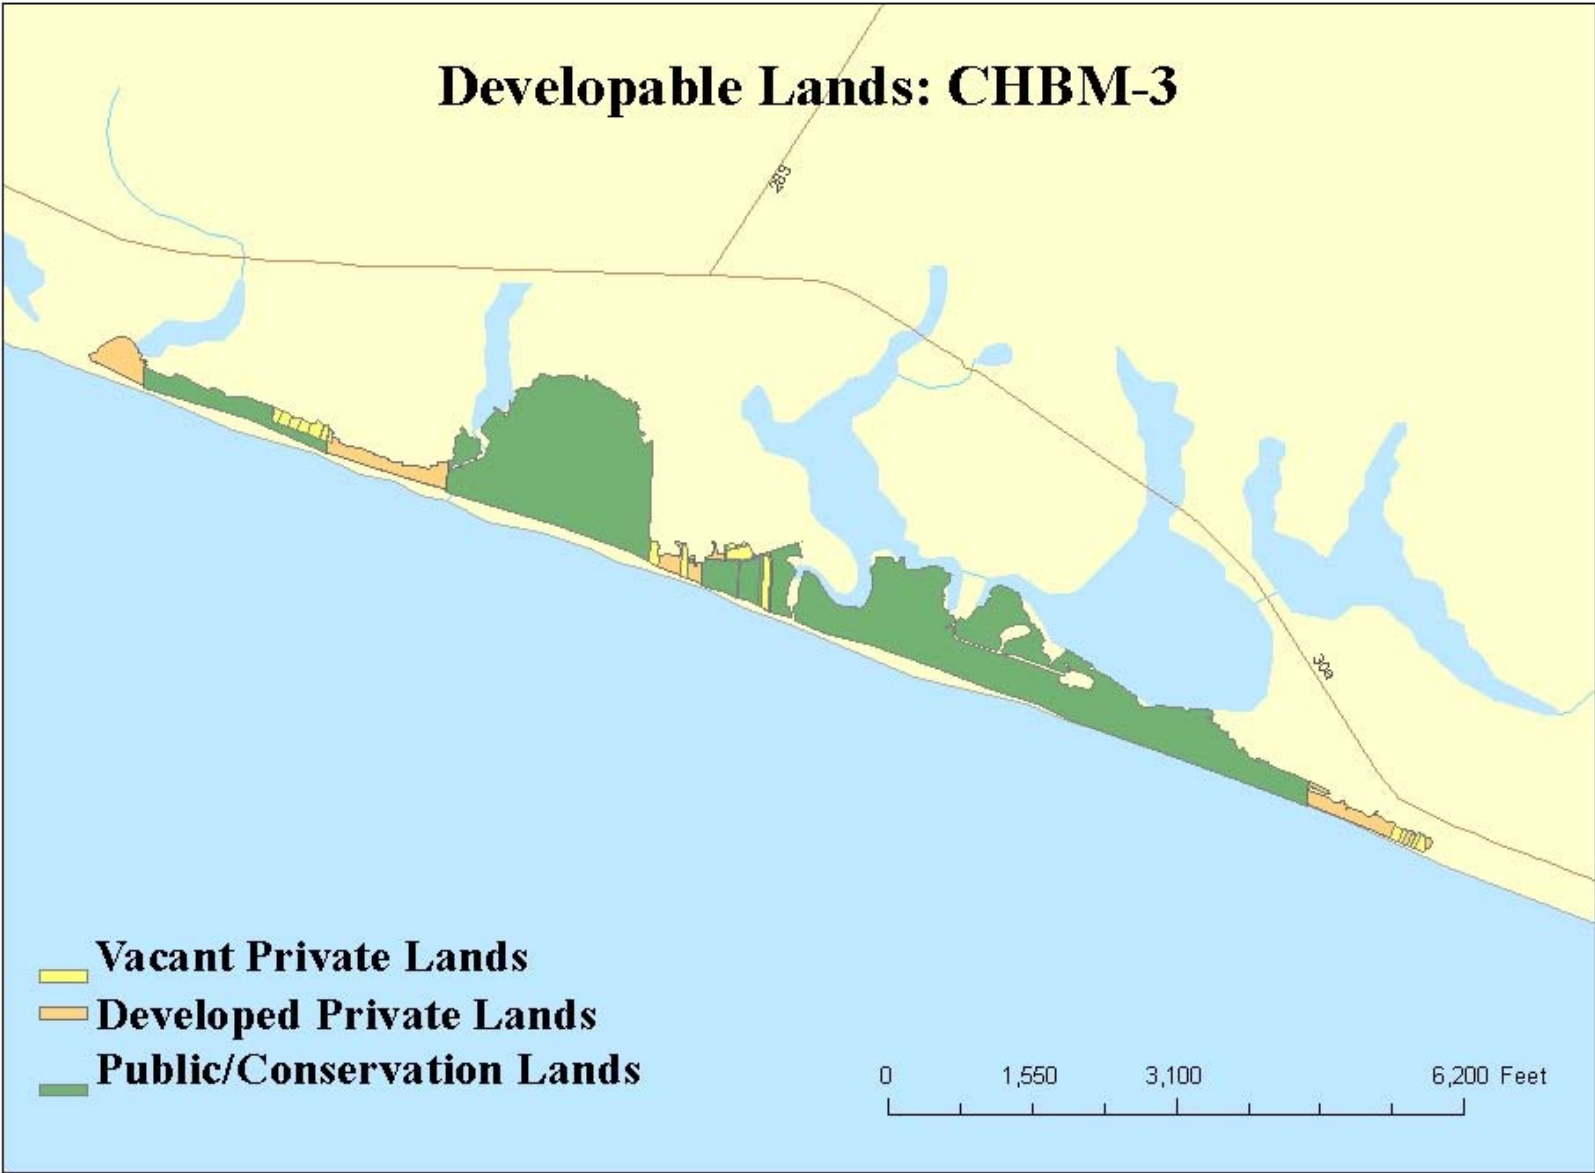 Developable Lands: CHBM-3
283
30a
Vacant Private Lands
Developed Private Lands
Public/Conservation Lands
0 1,550 3,100 6,200 Feet